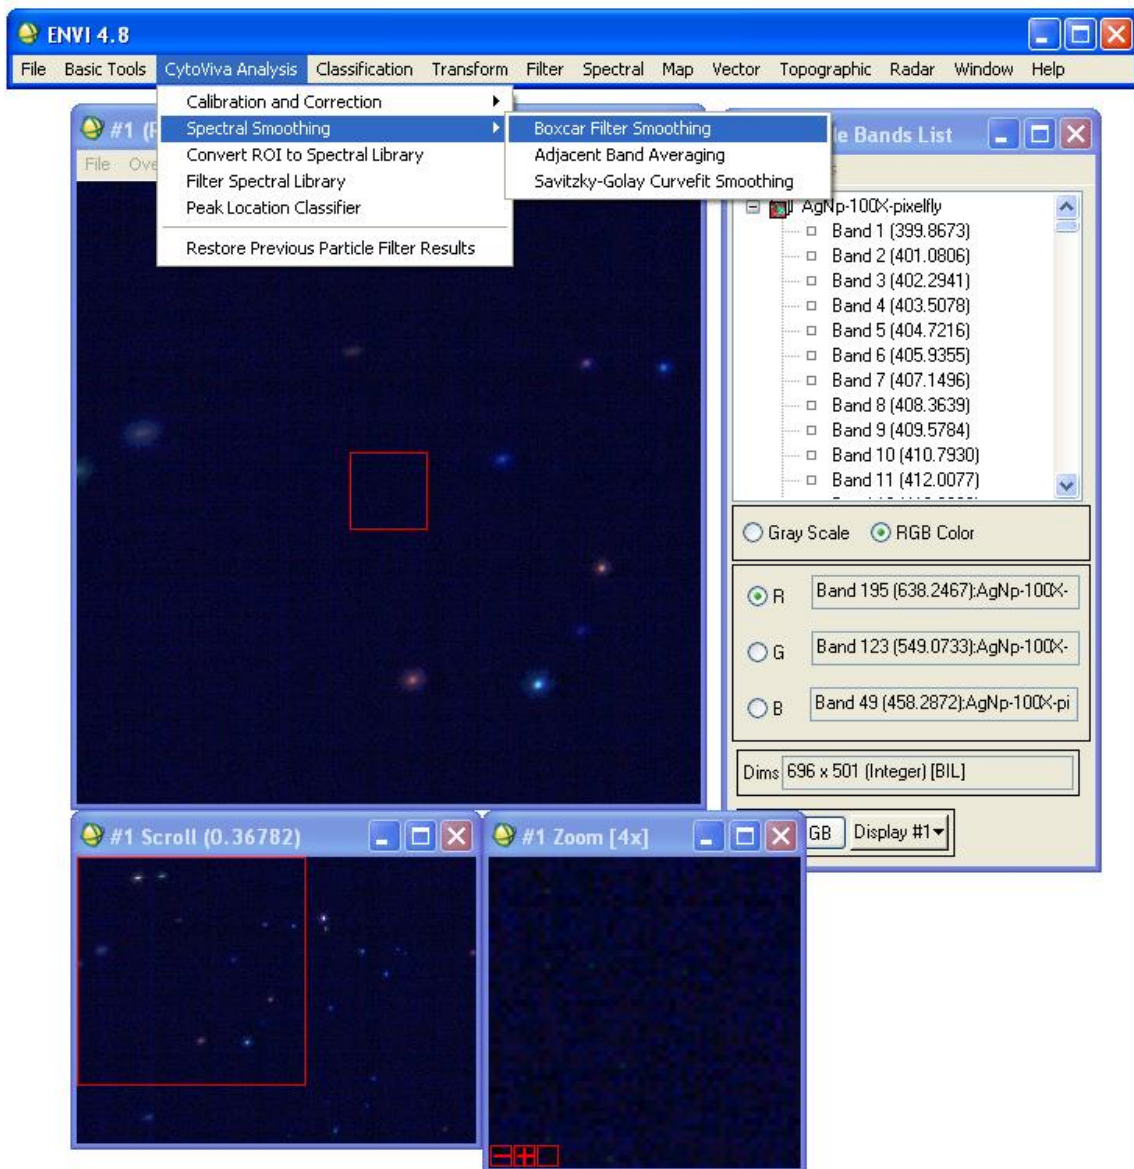 ENVI 4.8
File Basic Tools CytoViva Analysis Classification Transform Filter Spectral Map Vector Topographic Radar Window Help
Calibration and Correction
Spectral Smoothing
Convert ROI to Spectral Library
Filter Spectral Library
Peak Location Classifier
Restore Previous Particle Filter Results
Boxcar Filter Smoothing
Adjacent Band Averaging
Savitzky-Golay Curvefit Smoothing
#1
File
Bands List
AgNp-100X-pixelfly
Band 1 (399.8673)
Band 2 (401.0806)
Band 3 (402.2941)
Band 4 (403.5078)
Band 5 (404.7216)
Band 6 (405.9355)
Band 7 (407.1496)
Band 8 (408.3639)
Band 9 (409.5784)
Band 10 (410.7930)
Band 11 (412.0077)
Gray Scale RGB Color
R Band 195 (638.2467):AgNp-100X-
G Band 123 (549.0733):AgNp-100X-
B Band 49 (458.2872):AgNp-100X-pi
Dims 696 x 501 (Integer) [BIL]
GB Display #1
#1 Scroll (0.36782)
#1 Zoom [4x]